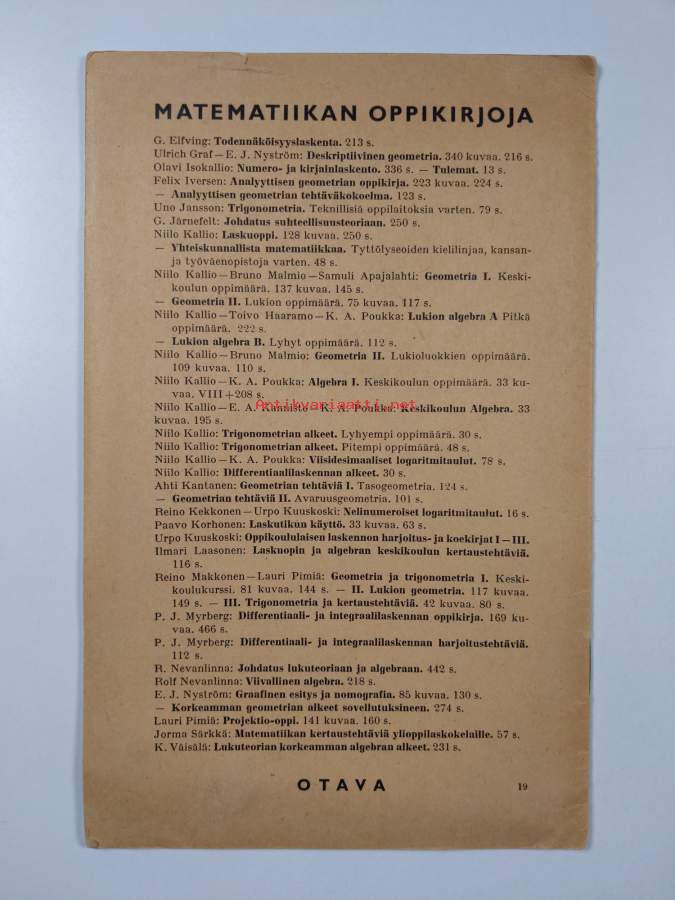 MATEMATIIKAN OPPIKIRJOJA
G. Elfving: Todennäköisyyslaskenta. 213 s.
Ulrich Graf — E. J. Nyström: Deskriptiivinen geometria. 340 kuvaa. 216 s.
Olavi Isokallio: Numero- ja kirjainlaskento. 336 s. — Tulemat. 13 s.
Felix Iversen: Analyyttisen geometrian oppikirja. 223 kuvaa. 224 s.
— Analyyttisen geometrian tehtäväkokoelma. 123 s.
Uno Jansson: Trigonometria. Teknillisiä oppilaitoksia varten. 79 s.
G. Järnefelt: Johdatus suhteellisuusteoriaan. 250 s.
Niilo Kallio: Laskuoppi. 128 kuvaa. 250 s.
— Yhteiskunnallista matematiikkaa. Tyttölyseoiden kielilinjaa, kansan-
ja työväenopistoja varten. 48 s.
Niilo Kallio — Bruno Malmio — Samuli Apajalahti: Geometria I. Keski-
koulun oppimäärä. 137 kuvaa. 145 s.
— Geometria II. Lukion oppimäärä. 75 kuvaa. 117 s.
Niilo Kallio — Toivo Haaramo — K. A. Poukka: Lukion algebra A Pitkä
oppimäärä. 222 s.
— Lukion algebra B. Lyhyt oppimäärä. 112 s.
Niilo Kallio — Bruno Malmio: Geometria II. Lukioluokkien oppimäärä.
109 kuvaa. 110 s.
Niilo Kallio — K. A. Poukka: Algebra I. Keskikoulun oppimäärä. 33 ku-
vaa. VIII + 208 s.
Antikvariaatti.net
Niilo Kallio — E. A. Kannisto — K. A. Poukka: Keskikoulun Algebra. 33
kuvaa. 195 s.
Niilo Kallio: Trigonometrian alkeet. Lyhyempi oppimäärä. 30 s.
Niilo Kallio: Trigonometrian alkeet. Pitempi oppimäärä. 48 s.
Niilo Kallio — K. A. Poukka: Viisidesimaaliset logaritmitaulut. 78 s.
Niilo Kallio: Differentiaalilaskennan alkeet. 30 s.
Ahti Kantanen: Geometrian tehtäviä I. Tasogeometria. 124 s.
— Geometrian tehtäviä II. Avaruusgeometria. 101 s.
Reino Kekkonen — Urpo Kuuskoski: Nelinumeroiset logaritmitaulut. 16 s.
Paavo Korhonen: Laskutikun käyttö. 33 kuvaa. 63 s.
Urpo Kuuskoski: Oppikoululaisen laskennon harjoitus- ja koekirjat I — III.
Ilmari Laasonen: Laskuopin ja algebran keskikoulun kertaustehtäviä.
116 s.
Reino Makkonen — Lauri Pimiä: Geometria ja trigonometria I. Keski-
koulukurssi. 81 kuvaa. 144 s. — II. Lukion geometria. 117 kuvaa.
149 s. — III. Trigonometria ja kertaustehtäviä. 42 kuvaa. 80 s.
P. J. Myrberg: Differentiaali- ja integraalilaskennan oppikirja. 169 ku-
vaa. 466 s.
P. J. Myrberg: Differentiaali- ja integraalilaskennan harjoitustehtäviä.
112 s.
R. Nevanlinna: Johdatus lukuteoriaan ja algebraan. 442 s.
Rolf Nevanlinna: Viivallinen algebra. 218 s.
E. J. Nyström: Graafinen esitys ja nomografia. 85 kuvaa. 130 s.
— Korkeamman geometrian alkeet sovellutuksineen. 274 s.
Lauri Pimiä: Projektio-oppi. 141 kuvaa. 160 s.
Jorma Särkkä: Matematiikan kertaustehtäviä ylioppilaskokelaille. 57 s.
K. Väisälä: Lukuteorian korkeamman algebran alkeet. 231 s.
OTAVA
19